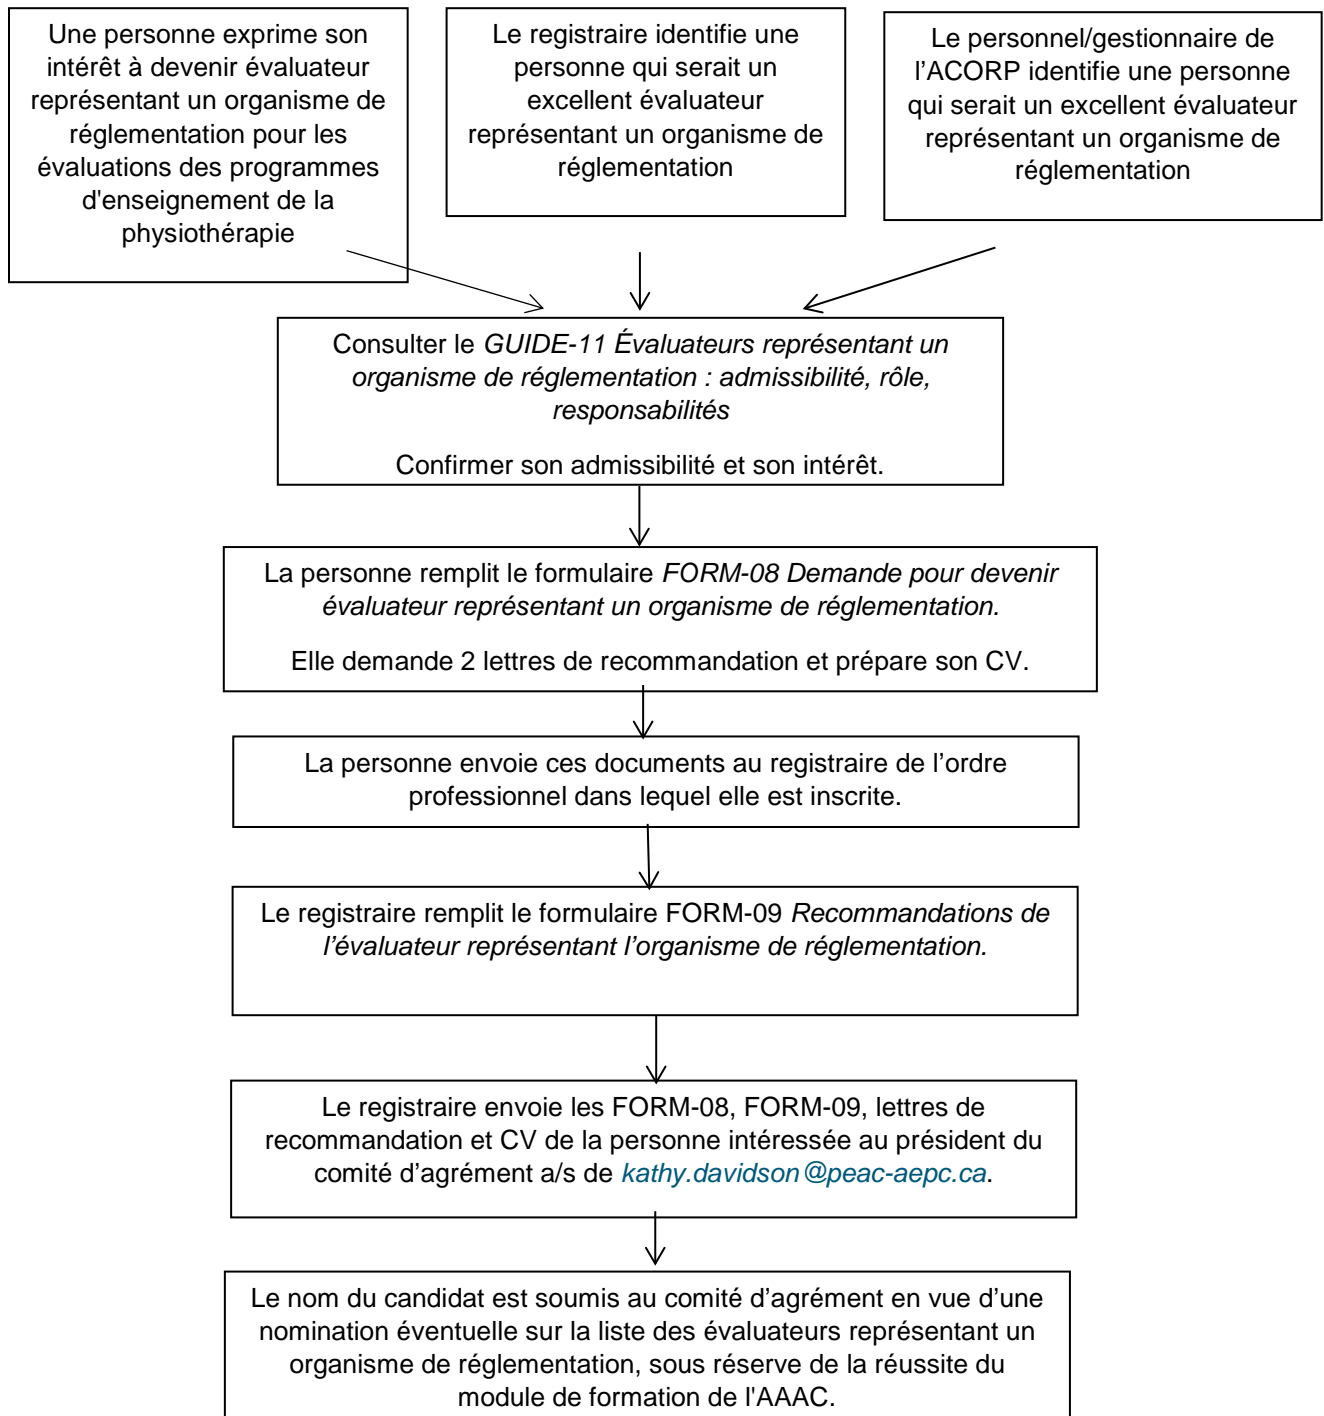 Une personne exprime son
intérêt à devenir évaluateur
représentant un organisme de
réglementation pour les
évaluations des programmes
d'enseignement de la
physiothérapie
Le registraire identifie une
personne qui serait un
excellent évaluateur
représentant un organisme de
réglementation
Le personnel/gestionnaire de
l’ACORP identifie une personne
qui serait un excellent évaluateur
représentant un organisme de
réglementation
Consulter le GUIDE-11 Évaluateurs représentant un
organisme de réglementation : admissibilité, rôle,
responsabilités
Confirmer son admissibilité et son intérêt.
La personne remplit le formulaire FORM-08 Demande pour devenir
évaluateur représentant un organisme de réglementation.
Elle demande 2 lettres de recommandation et prépare son CV.
La personne envoie ces documents au registraire de l’ordre
professionnel dans lequel elle est inscrite.
Le registraire remplit le formulaire FORM-09 Recommandations de
l’évaluateur représentant l’organisme de réglementation.
Le registraire envoie les FORM-08, FORM-09, lettres de
recommandation et CV de la personne intéressée au président du
comité d’agrément a/s de kathy.davidson@peac-aepc.ca.
Le nom du candidat est soumis au comité d’agrément en vue d’une
nomination éventuelle sur la liste des évaluateurs représentant un
organisme de réglementation, sous réserve de la réussite du
module de formation de l'AAAC.